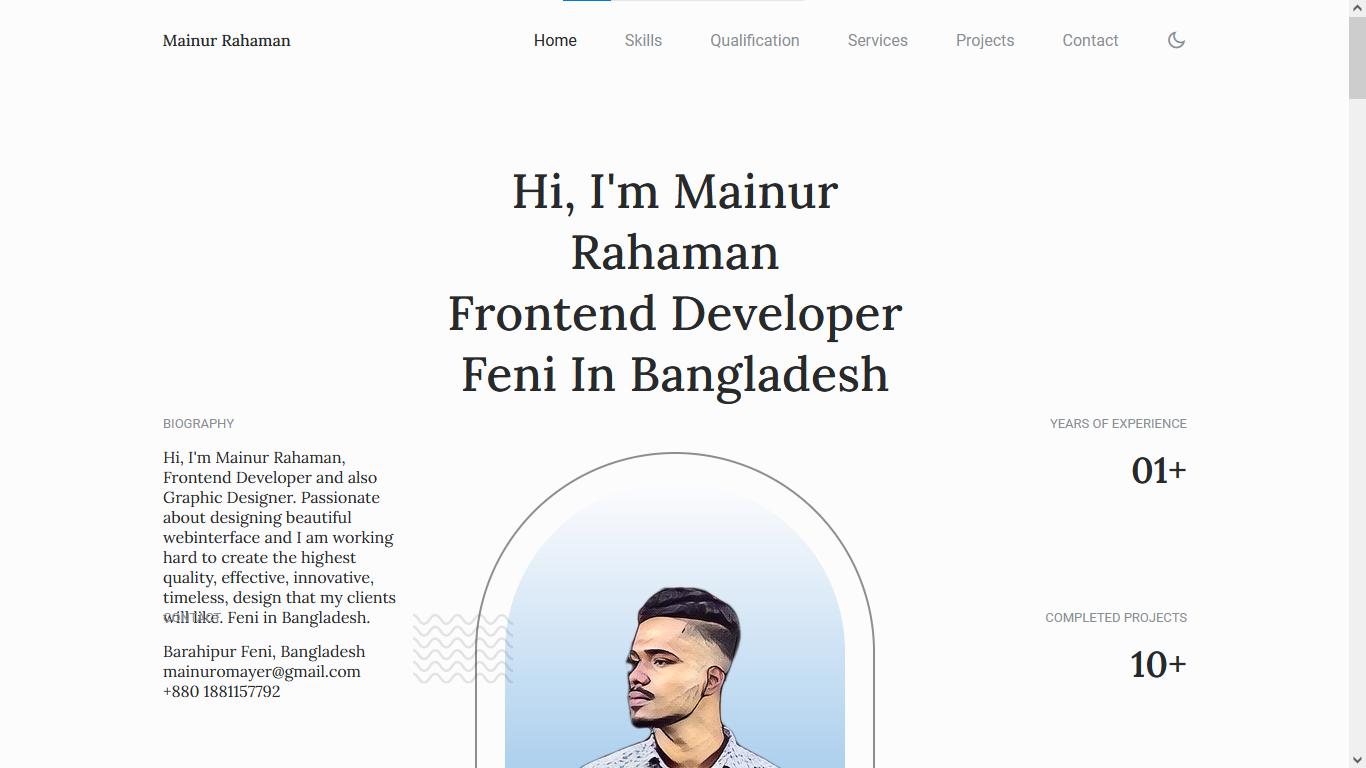 Mainur Rahaman
Home Skills Qualification Services Projects Contact
Hi, I'm Mainur
Rahaman
Frontend Developer
Feni In Bangladesh
BIOGRAPHY
Hi, I'm Mainur Rahaman,
Frontend Developer and also
Graphic Designer. Passionate
about designing beautiful
webinterface and I am working
hard to create the highest
quality, effective, innovative,
timeless, design that my clients
will like. Feni in Bangladesh.
CONTACT
Barahipur Feni, Bangladesh
mainuromayer@gmail.com
+880 1881157792
YEARS OF EXPERIENCE
01+
COMPLETED PROJECTS
10+